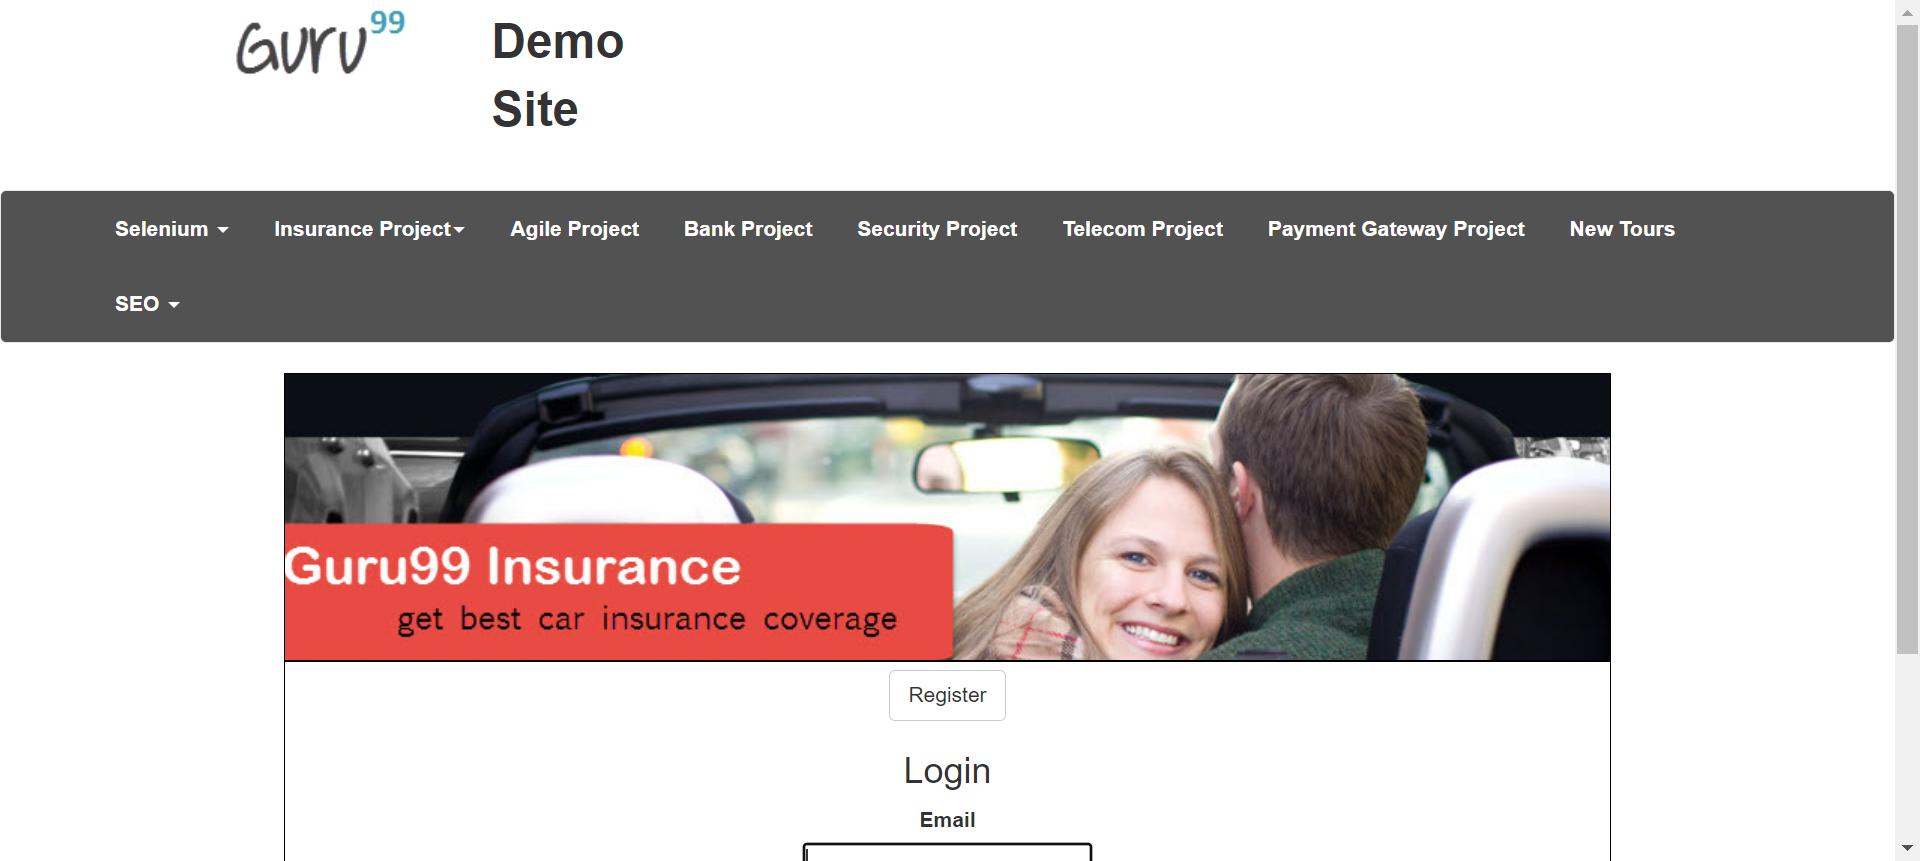 Guru99
Demo
Site
Selenium
Insurance Project
Agile Project
Bank Project
Security Project
Telecom Project
Payment Gateway Project
New Tours
SEO
Guru99 Insurance
get best car insurance coverage
Register
Login
Email